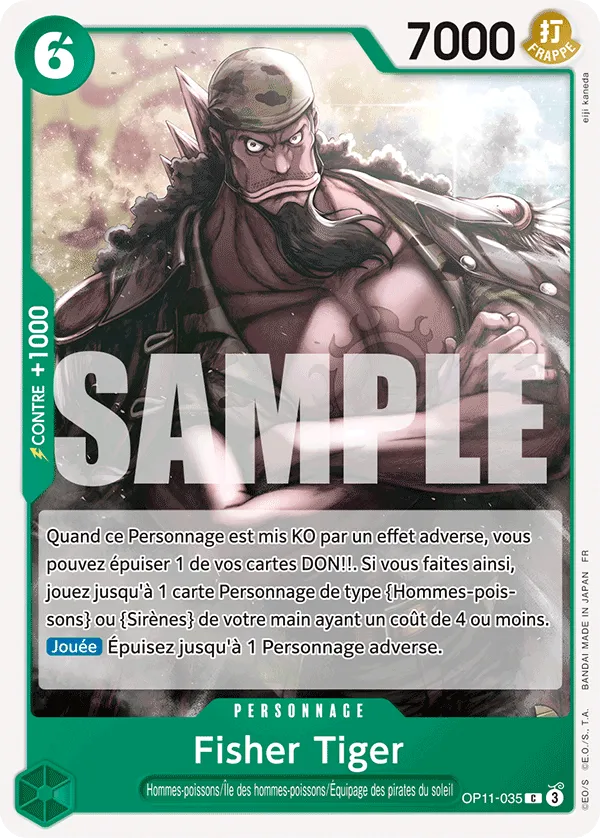 6
7000
打
FRAPPE
eiji kaneda
CONTRE +1000
SAMPLE
Quand ce Personnage est mis KO par un effet adverse, vous
pouvez épuiser 1 de vos cartes DON!!. Si vous faites ainsi,
jouez jusqu'à 1 carte Personnage de type {Hommes-pois-
sons} ou {Sirènes} de votre main ayant un coût de 4 ou moins.
Jouée Épuisez jusqu'à 1 Personnage adverse.
PERSONNAGE
Fisher Tiger
Hommes-poissons/Île des hommes-poissons/Équipage des pirates du soleil
OP11-035 C 3
©E.O/S ©E.O./S., T.A. BANDAI MADE IN JAPAN FR